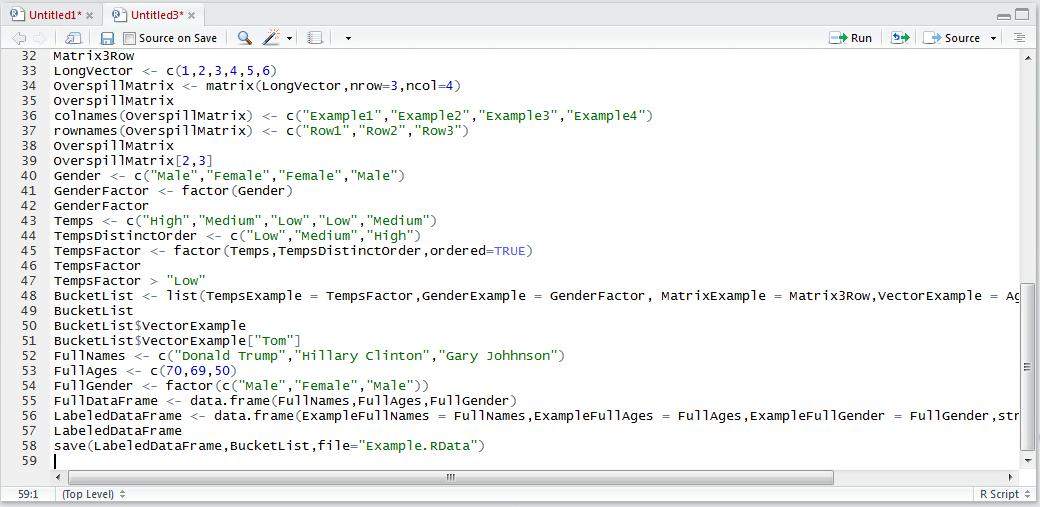 Untitled1*
Untitled3*
Source on Save
Run
Source
32 Matrix3Row
33 LongVector <- c(1,2,3,4,5,6)
34 OverspillMatrix <- matrix(LongVector,nrow=3,ncol=4)
35 OverspillMatrix
36 colnames(OverspillMatrix) <- c("Example1","Example2","Example3","Example4")
37 rownames(OverspillMatrix) <- c("Row1","Row2","Row3")
38 OverspillMatrix
39 OverspillMatrix[2,3]
40 Gender <- c("Male","Female","Female","Male")
41 GenderFactor <- factor(Gender)
42 GenderFactor
43 Temps <- c("High","Medium","Low","Low","Medium")
44 TempsDistinctOrder <- c("Low","Medium","High")
45 TempsFactor <- factor(Temps,TempsDistinctOrder,ordered=TRUE)
46 TempsFactor
47 TempsFactor > "Low"
48 BucketList <- list(TempsExample = TempsFactor,GenderExample = GenderFactor, MatrixExample = Matrix3Row,VectorExample = Ag
49 BucketList
50 BucketList$VectorExample
51 BucketList$VectorExample["Tom"]
52 FullNames <- c("Donald Trump","Hillary Clinton","Gary Johhnson")
53 FullAges <- c(70,69,50)
54 FullGender <- factor(c("Male","Female","Male"))
55 FullDataFrame <- data.frame(FullNames,FullAges,FullGender)
56 LabeledDataFrame <- data.frame(ExampleFullNames = FullNames,ExampleFullAges = FullAges,ExampleFullGender = FullGender,str
57 LabeledDataFrame
58 save(LabeledDataFrame,BucketList,file="Example.RData")
59
59:1 (Top Level) R Script